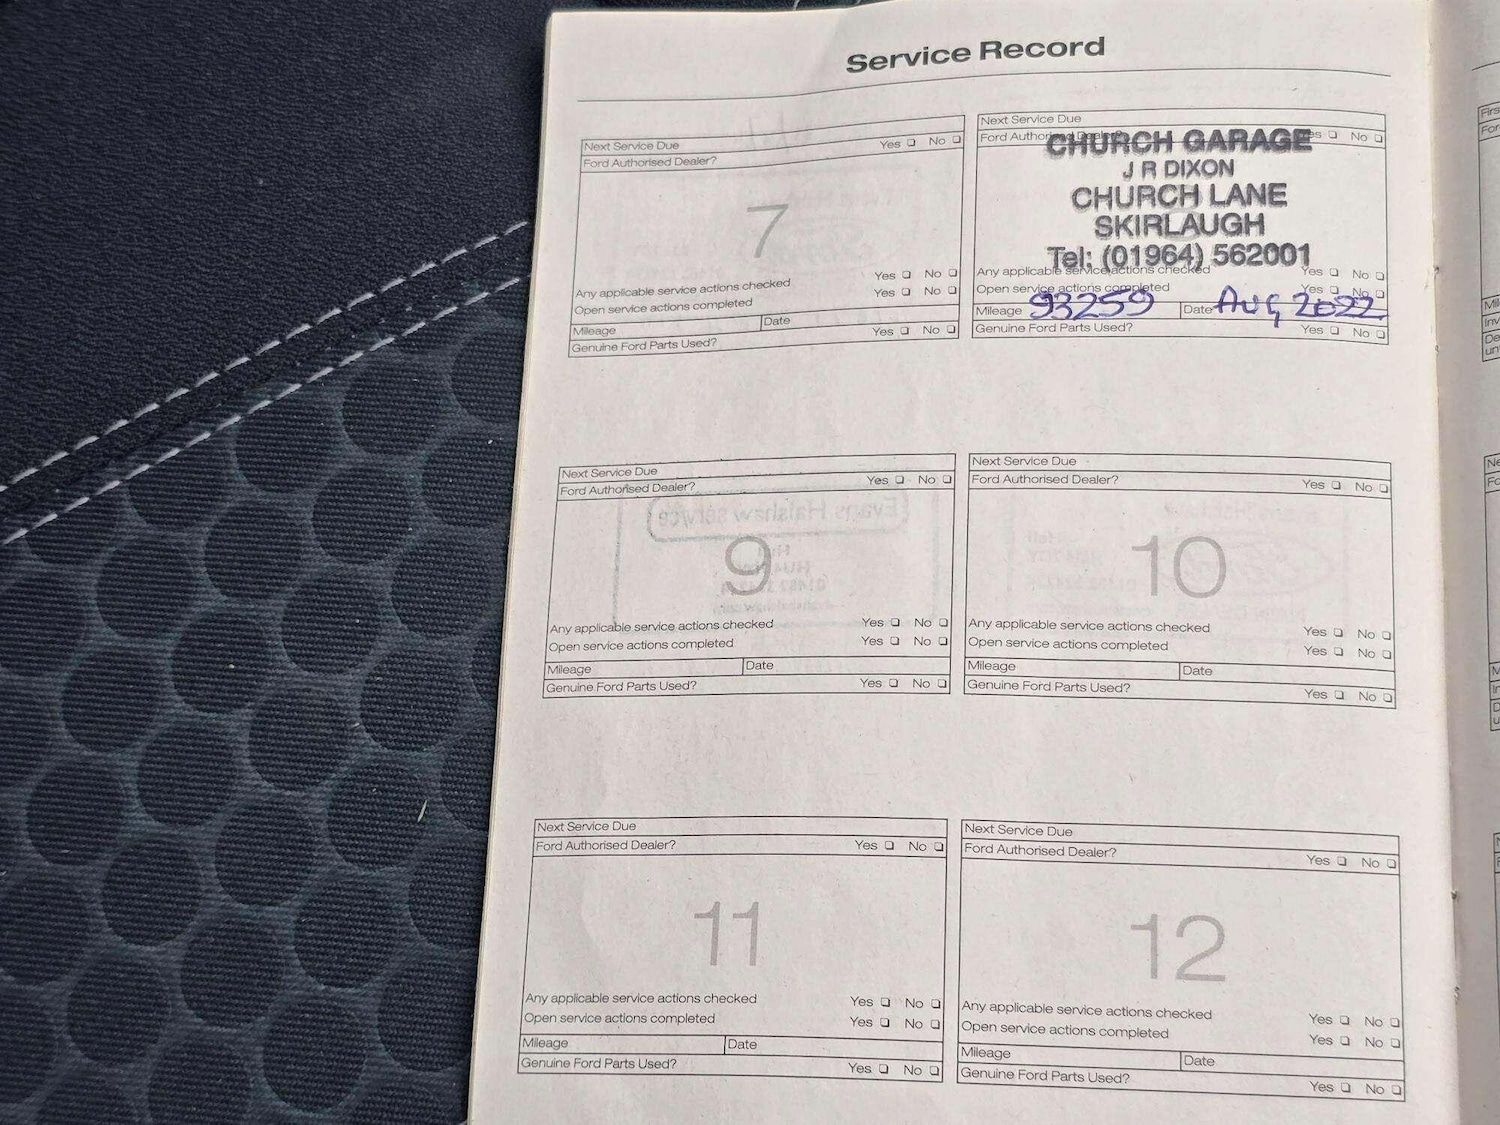 Service Record
Next Service Due Yes No
Ford Authorised Dealer?
7
Any applicable service actions checked Yes No
Open service actions completed Yes No
Mileage Date
Genuine Ford Parts Used? Yes No
Next Service Due
Ford Authorised Dealer? Yes No
CHURCH GARAGE
J R DIXON
CHURCH LANE
SKIRLAUGH
Tel: (01964) 562001
Any applicable service actions checked Yes No
Open service actions completed Yes No
Mileage 93259 Date Aug 2022
Genuine Ford Parts Used? Yes No
Next Service Due
Ford Authorised Dealer? Yes No
9
Any applicable service actions checked Yes No
Open service actions completed Yes No
Mileage Date
Genuine Ford Parts Used? Yes No
Next Service Due
Ford Authorised Dealer? Yes No
10
Any applicable service actions checked Yes No
Open service actions completed Yes No
Mileage Date
Genuine Ford Parts Used? Yes No
Next Service Due
Ford Authorised Dealer? Yes No
11
Any applicable service actions checked Yes No
Open service actions completed Yes No
Mileage Date
Genuine Ford Parts Used? Yes No
Next Service Due
Ford Authorised Dealer? Yes No
12
Any applicable service actions checked Yes No
Open service actions completed Yes No
Mileage Date
Genuine Ford Parts Used? Yes No